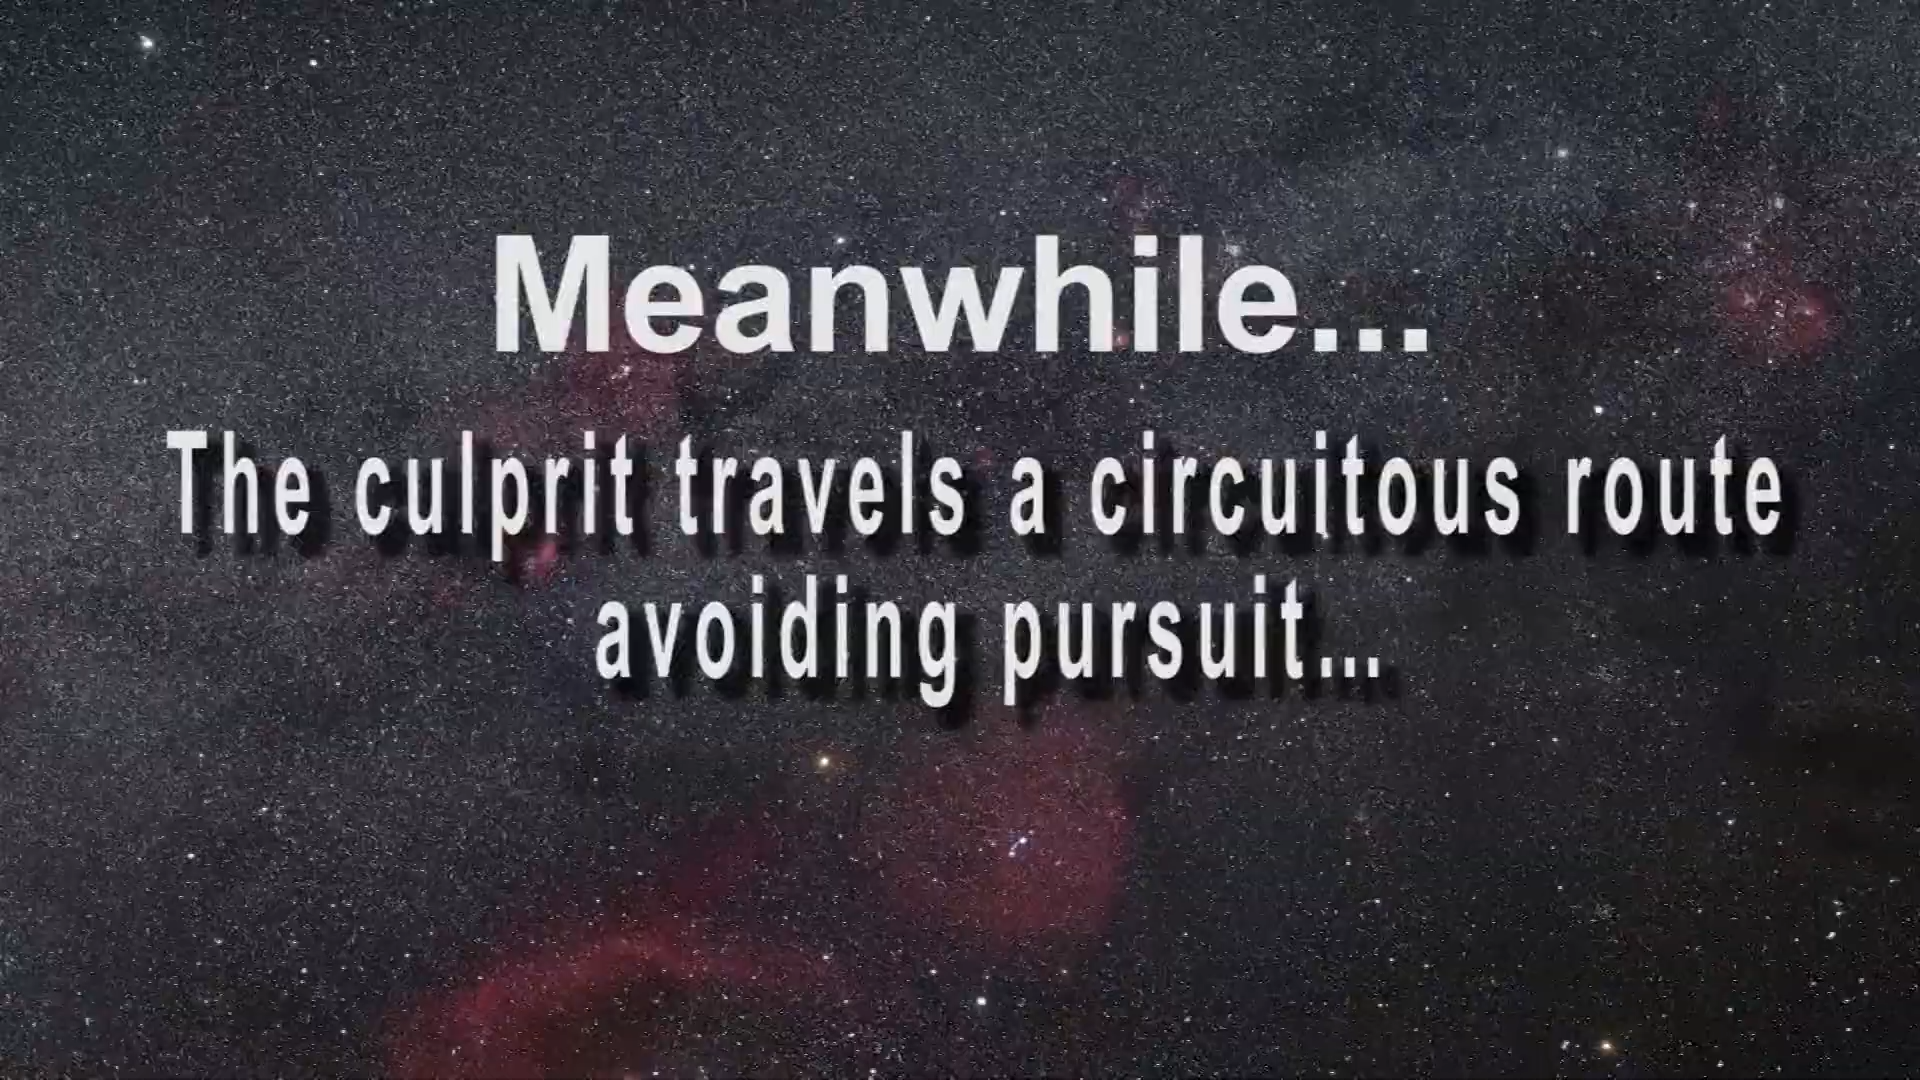 Meanwhile...
The culprit travels a circuitous route
avoiding pursuit...